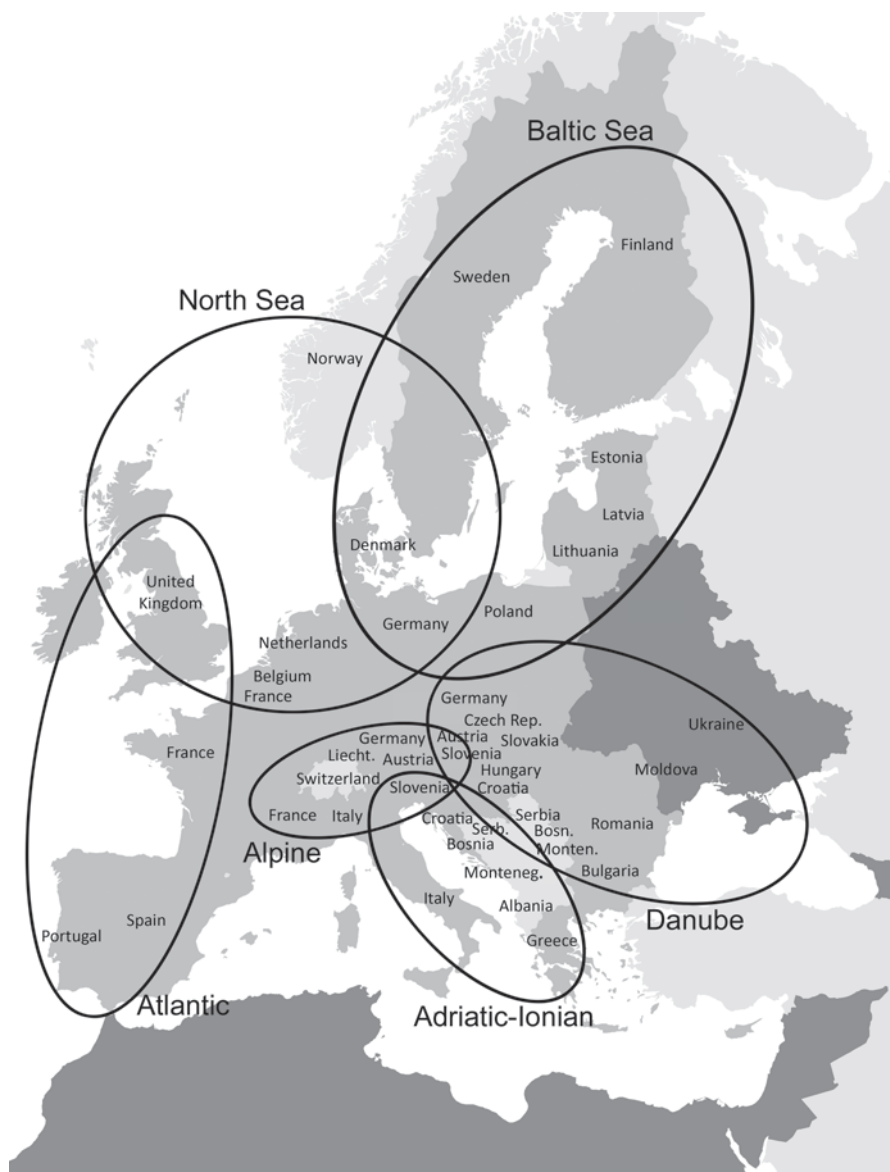 Baltic Sea
Finland
Sweden
North Sea
Norway
Estonia
Latvia
Denmark
Lithuania
United
Kingdom
Poland
Germany
Netherlands
Belgium
France
Germany
Czech Rep.
Ukraine
Germany
Austria
Slovakia
France
Liecht.
Austria
Slovenia
Hungary
Moldova
Switzerland
Slovenia
Croatia
France
Italy
Croatia
Serbia
Serb.
Bosn.
Romania
Bosnia
Monten.
Alpine
Monteneg.
Bulgaria
Italy
Albania
Spain
Danube
Portugal
Greece
Atlantic
Adriatic-Ionian